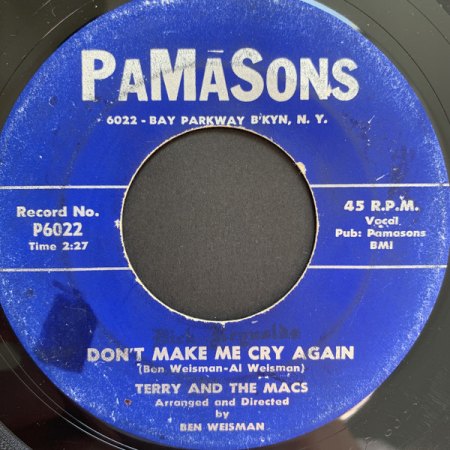 PAMASONS
6022 - BAY PARKWAY B'KYN, N. Y.
Record No.
P6022
Time 2:27
45 R.P.M.
Vocal
Pub: Pamasons
BMI
DON'T MAKE ME CRY AGAIN
(Ben Weisman-Al Weisman)
TERRY AND THE MACS
Arranged and Directed
by
BEN WEISMAN